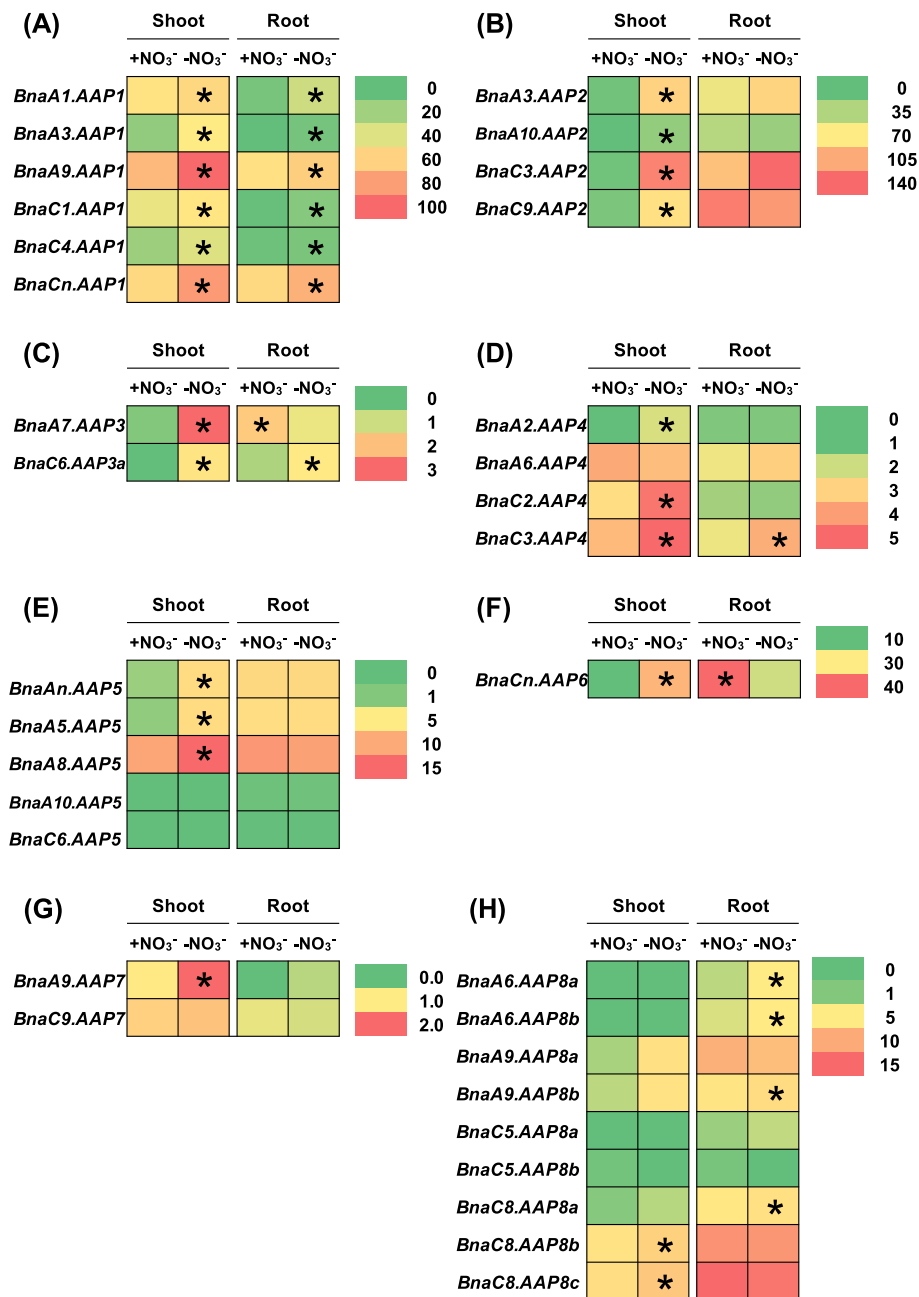 (A)
Shoot Root
+NO₃⁻ -NO₃⁻ +NO₃⁻ -NO₃⁻
BnaA1.AAP1 * *
BnaA3.AAP1 * *
BnaA9.AAP1 * *
BnaC1.AAP1 * *
BnaC4.AAP1 * *
BnaCn.AAP1 * *
0
20
40
60
80
100
(B)
Shoot Root
+NO₃⁻ -NO₃⁻ +NO₃⁻ -NO₃⁻
BnaA3.AAP2 *
BnaA10.AAP2 *
BnaC3.AAP2 *
BnaC9.AAP2 *
0
35
70
105
140
(C)
Shoot Root
+NO₃⁻ -NO₃⁻ +NO₃⁻ -NO₃⁻
BnaA7.AAP3 * *
BnaC6.AAP3a * *
0
1
2
3
(D)
Shoot Root
+NO₃⁻ -NO₃⁻ +NO₃⁻ -NO₃⁻
BnaA2.AAP4 *
BnaA6.AAP4
BnaC2.AAP4 *
BnaC3.AAP4 * *
0
1
2
3
4
5
(E)
Shoot Root
+NO₃⁻ -NO₃⁻ +NO₃⁻ -NO₃⁻
BnaAn.AAP5 *
BnaA5.AAP5 *
BnaA8.AAP5 *
BnaA10.AAP5
BnaC6.AAP5
0
1
5
10
15
(F)
Shoot Root
+NO₃⁻ -NO₃⁻ +NO₃⁻ -NO₃⁻
BnaCn.AAP6 * *
10
30
40
(G)
Shoot Root
+NO₃⁻ -NO₃⁻ +NO₃⁻ -NO₃⁻
BnaA9.AAP7 *
BnaC9.AAP7
0.0
1.0
2.0
(H)
Shoot Root
+NO₃⁻ -NO₃⁻ +NO₃⁻ -NO₃⁻
BnaA6.AAP8a *
BnaA6.AAP8b *
BnaA9.AAP8a
BnaA9.AAP8b *
BnaC5.AAP8a
BnaC5.AAP8b
BnaC8.AAP8a *
BnaC8.AAP8b *
BnaC8.AAP8c *
0
1
5
10
15